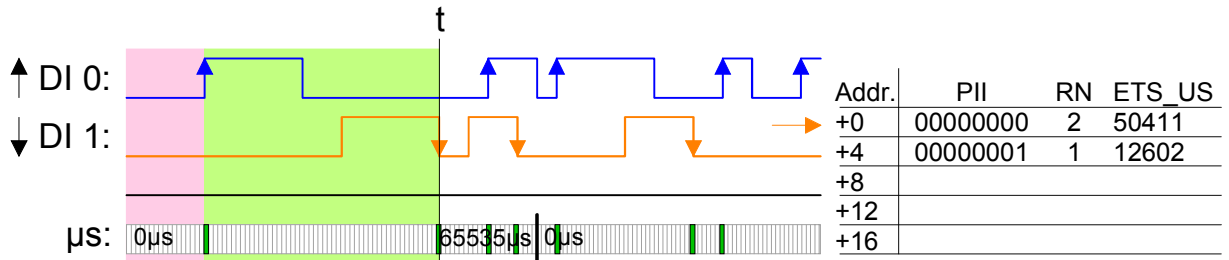 t
DI 0:
DI 1:
μs: 0μs 65535μs 0μs
Addr. PII RN ETS_US
+0 00000000 2 50411
+4 00000001 1 12602
+8
+12
+16